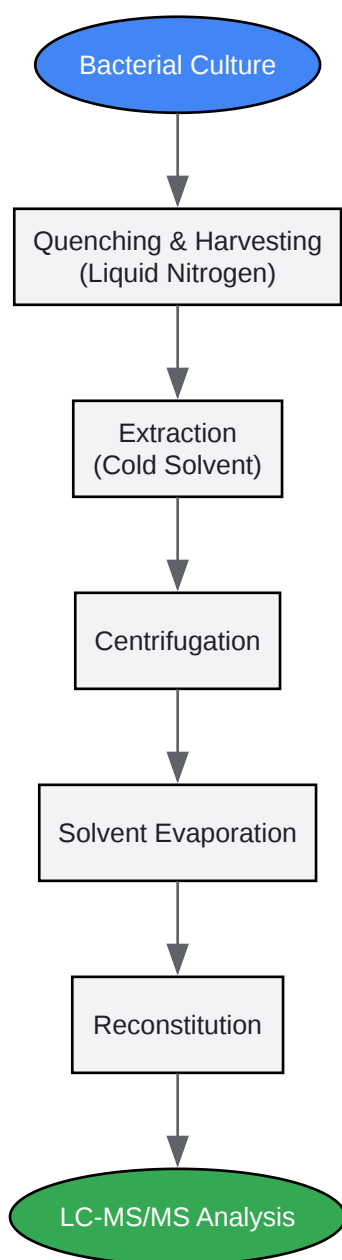 Bacterial Culture
Quenching & Harvesting
(Liquid Nitrogen)
Extraction
(Cold Solvent)
Centrifugation
Solvent Evaporation
Reconstitution
LC-MS/MS Analysis